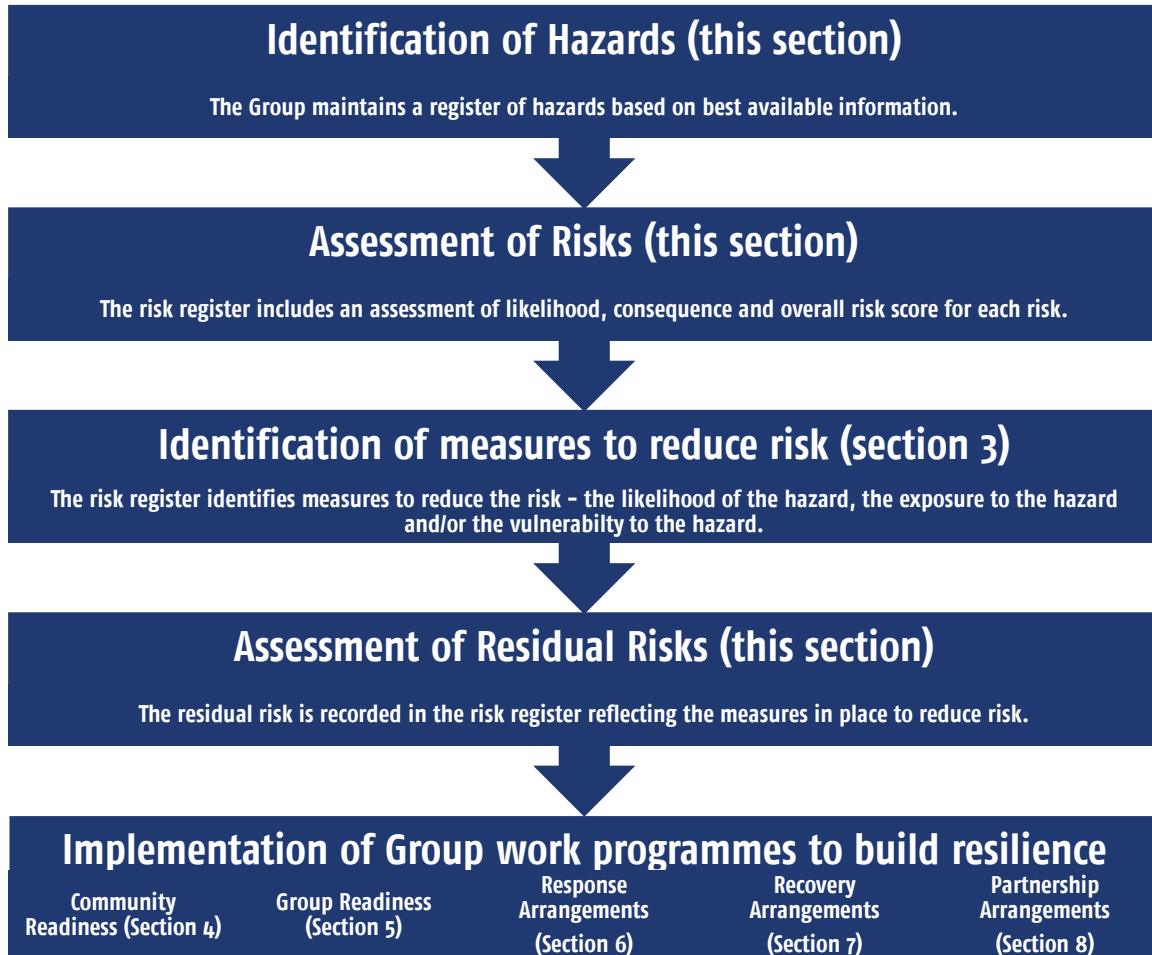 Identification of Hazards (this section)
The Group maintains a register of hazards based on best available information.
Assessment of Risks (this section)
The risk register includes an assessment of likelihood, consequence and overall risk score for each risk.
Identification of measures to reduce risk (section 3)
The risk register identifies measures to reduce the risk – the likelihood of the hazard, the exposure to the hazard
and/or the vulnerabilty to the hazard.
Assessment of Residual Risks (this section)
The residual risk is recorded in the risk register reflecting the measures in place to reduce risk.
Implementation of Group work programmes to build resilience
Community
Readiness (Section 4)
Group Readiness
(Section 5)
Response
Arrangements
(Section 6)
Recovery
Arrangements
(Section 7)
Partnership
Arrangements
(Section 8)